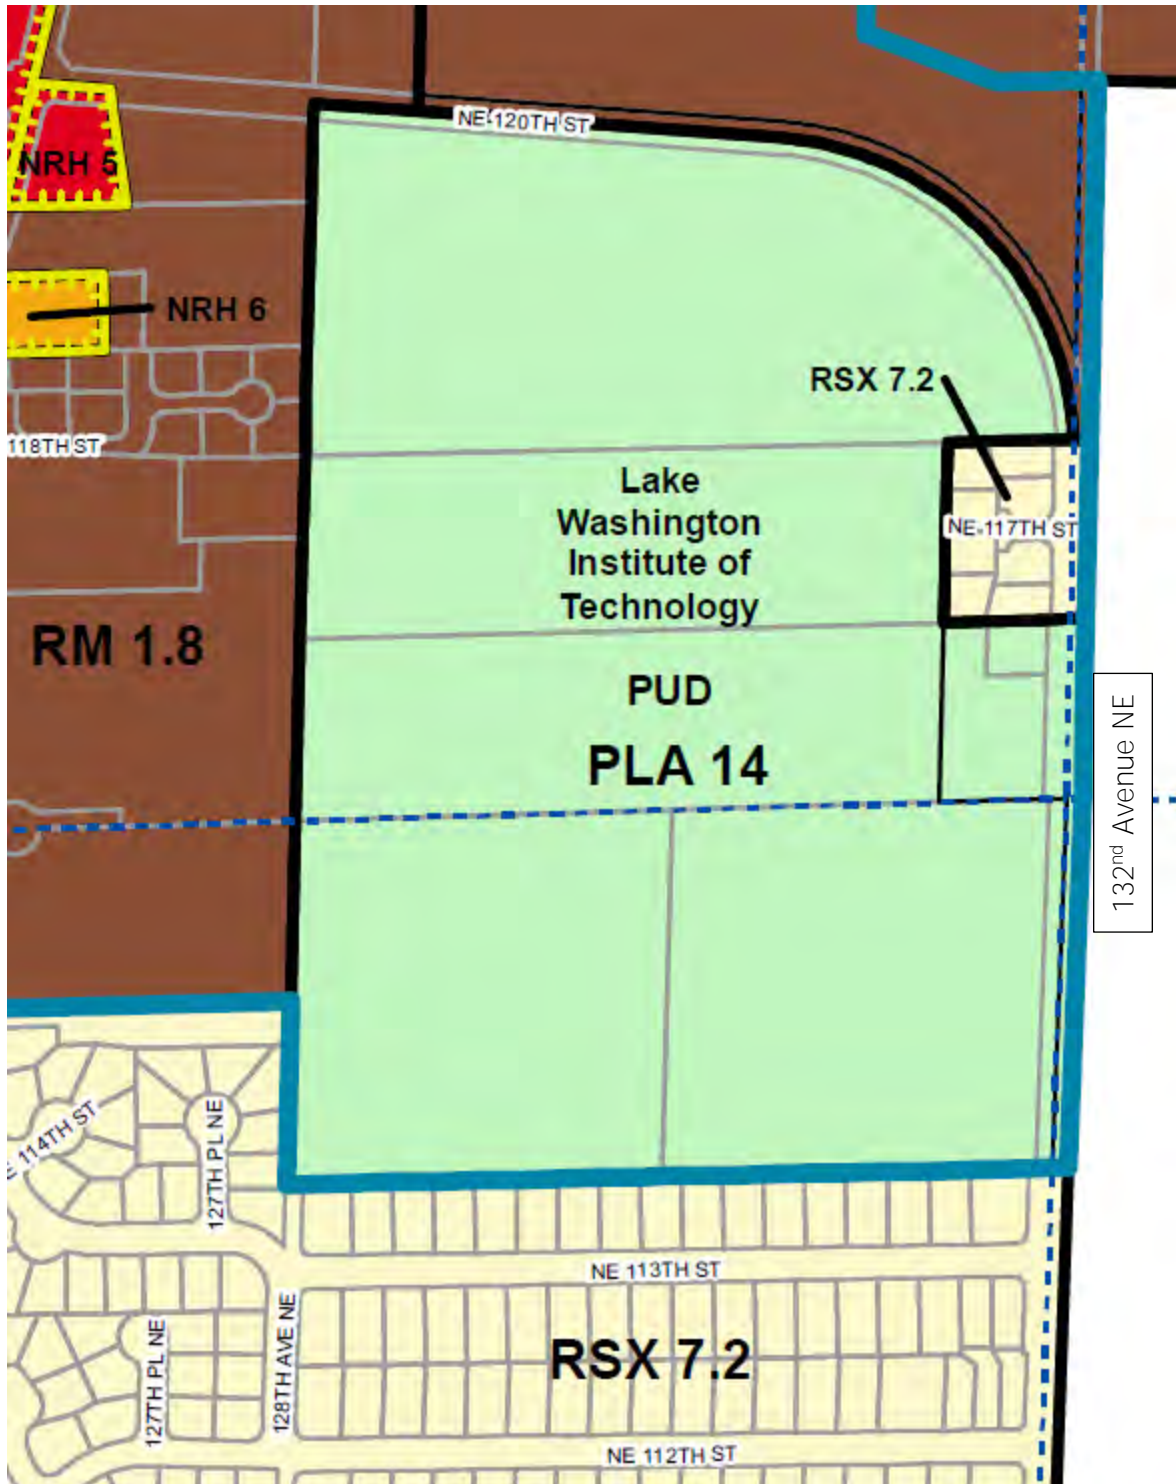 NE 120TH ST
NRH 5
NRH 6
RSX 7.2
118TH ST
Lake
Washington
Institute of
Technology
NE 117TH ST
RM 1.8
PUD
PLA 14
132nd Avenue NE
E 114TH ST
127TH PL NE
NE 113TH ST
128TH AVE NE
127TH PL NE
RSX 7.2
NE 112TH ST